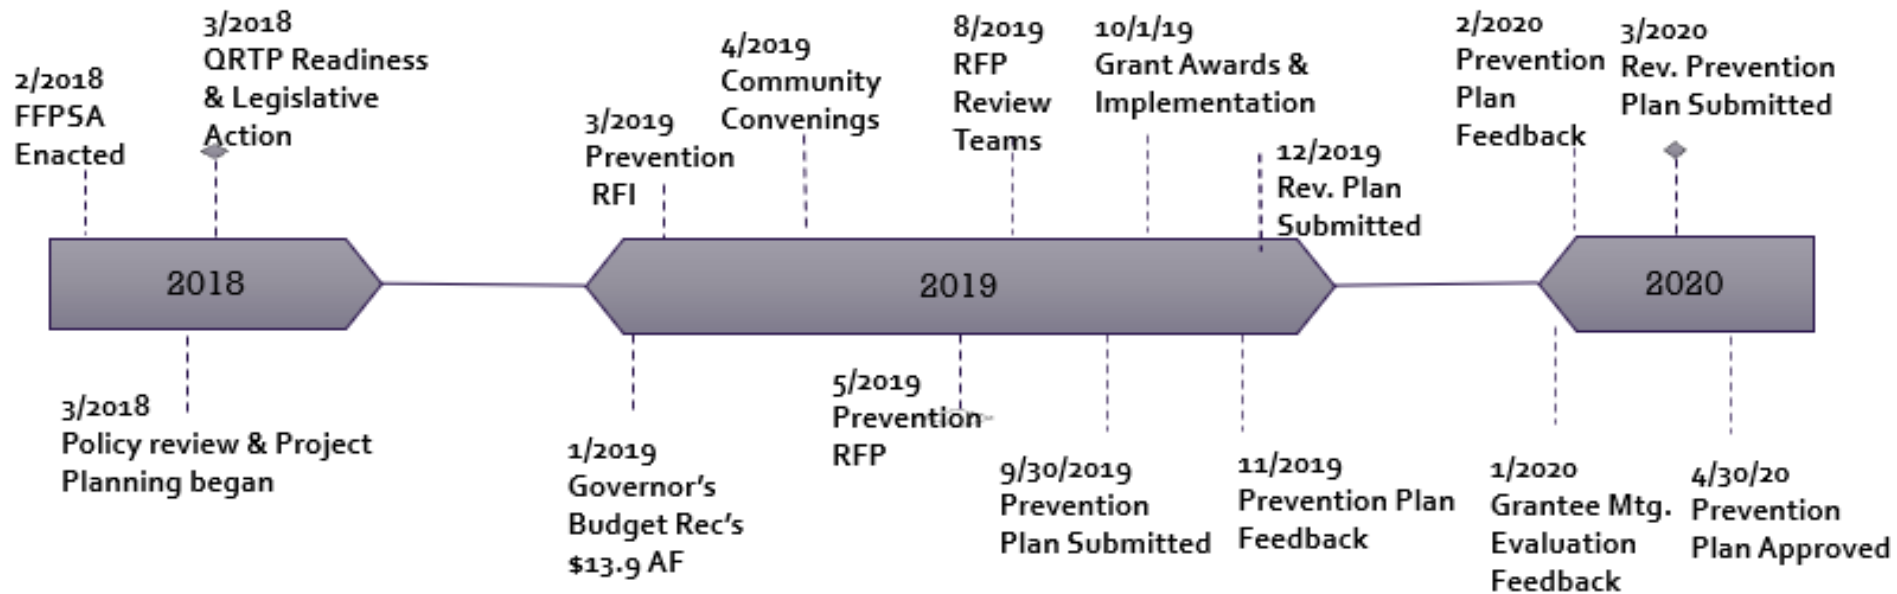 2/2018
FFPSA
Enacted
3/2018
QRTP Readiness
& Legislative
Action
3/2019
Prevention
RFI
4/2019
Community
Convenings
8/2019
RFP
Review
Teams
10/1/19
Grant Awards &
Implementation
12/2019
Rev. Plan
Submitted
2/2020
Prevention
Plan
Feedback
3/2020
Rev. Prevention
Plan Submitted
2018
2019
2020
3/2018
Policy review & Project
Planning began
1/2019
Governor's
Budget Rec's
$13.9 AF
5/2019
Prevention
RFP
9/30/2019
Prevention
Plan Submitted
11/2019
Prevention Plan
Feedback
1/2020
Grantee Mtg.
Evaluation
Feedback
4/30/20
Prevention
Plan Approved